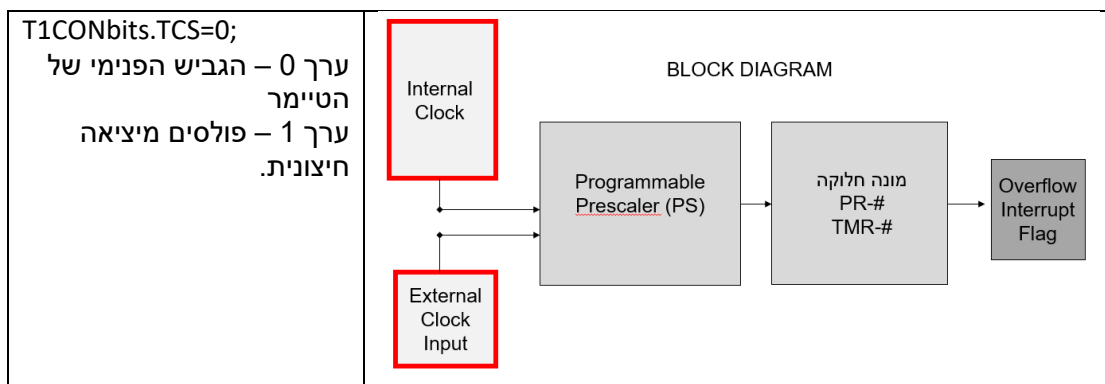 T1CONbits.TCS=0;
ערך 0 – הגביש הפנימי של
הטיימר
ערך 1 – פולסים מיציאה
חיצונית.
BLOCK DIAGRAM
Internal
Clock
Programmable
Prescaler (PS)
מונה חלוקה
PR-#
TMR-#
Overflow
Interrupt
Flag
External
Clock
Input